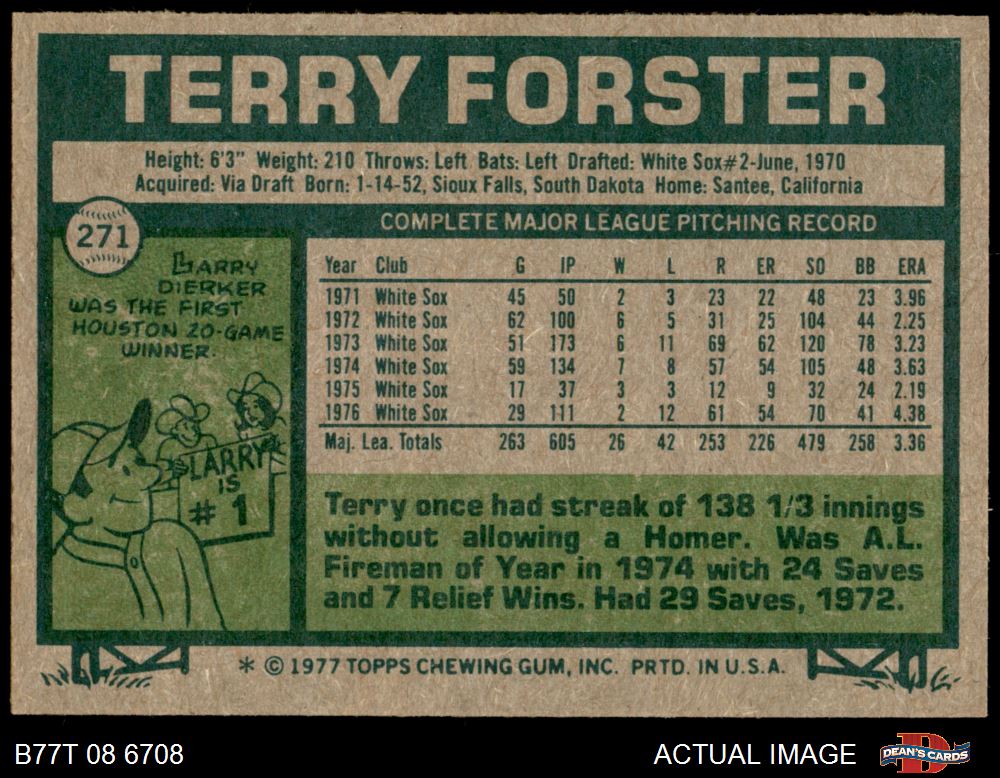 TERRY FORSTER
Height: 6'3" Weight: 210 Throws: Left Bats: Left Drafted: White Sox#2-June, 1970
Acquired: Via Draft Born: 1-14-52, Sioux Falls, South Dakota Home: Santee, California
271
COMPLETE MAJOR LEAGUE PITCHING RECORD
LARRY
DIERKER
WAS THE FIRST
HOUSTON 20-GAME
WINNER.
LARRY
IS
# 1
Year Club G IP W L R ER SO BB ERA
1971 White Sox 45 50 2 3 23 22 48 23 3.96
1972 White Sox 62 100 6 5 31 25 104 44 2.25
1973 White Sox 51 173 6 11 69 62 120 78 3.23
1974 White Sox 59 134 7 8 57 54 105 48 3.63
1975 White Sox 17 37 3 3 12 9 32 24 2.19
1976 White Sox 29 111 2 12 61 54 70 41 4.38
Maj. Lea. Totals 263 605 26 42 253 226 479 258 3.36
Terry once had streak of 138 1/3 innings
without allowing a Homer. Was A.L.
Fireman of Year in 1974 with 24 Saves
and 7 Relief Wins. Had 29 Saves, 1972.
* © 1977 TOPPS CHEWING GUM, INC. PRTD. IN U.S.A.
B77T 08 6708
ACTUAL IMAGE
D
DEAN'S CARDS